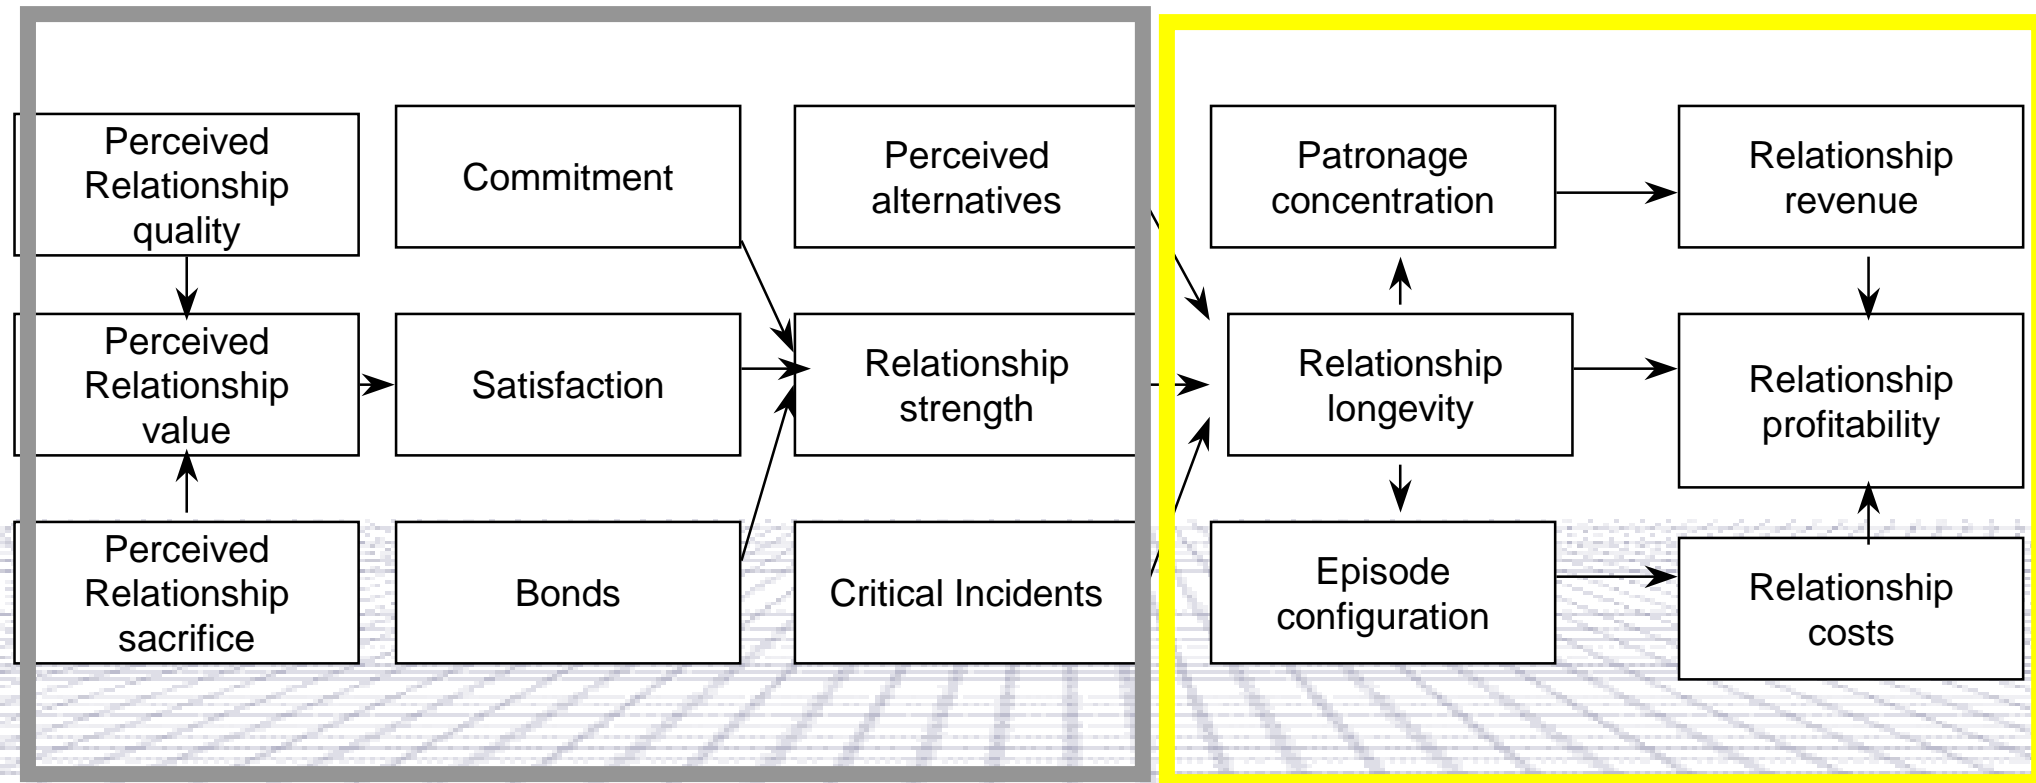 Perceived
Relationship
quality
Commitment
Perceived
alternatives
Patronage
concentration
Relationship
revenue
Perceived
Relationship
value
Satisfaction
Relationship
strength
Relationship
longevity
Relationship
profitability
Perceived
Relationship
sacrifice
Bonds
Critical Incidents
Episode
configuration
Relationship
costs